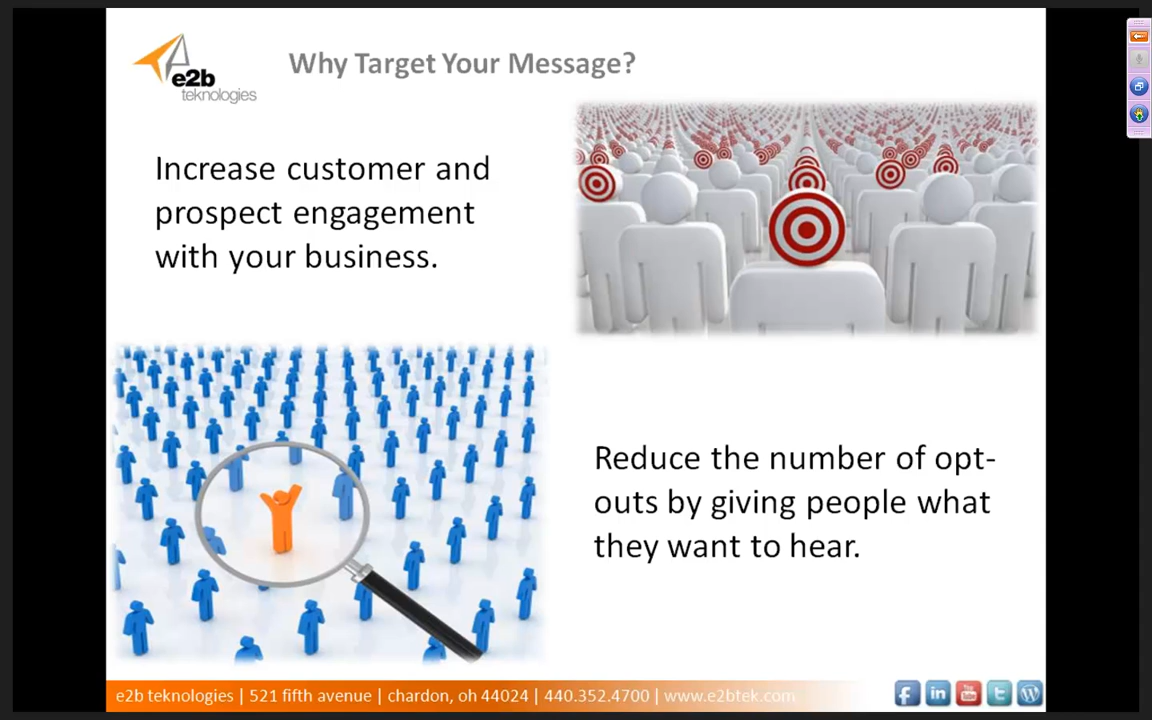 e2b
teknologies
Why Target Your Message?
Increase customer and
prospect engagement
with your business.
Reduce the number of opt-
outs by giving people what
they want to hear.
e2b teknologies | 521 fifth avenue | chardon, oh 44024 | 440.352.4700 | www.e2btek.com